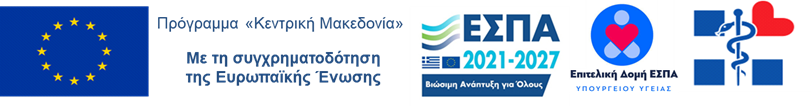 Πρόγραμμα «Κεντρική Μακεδονία»
Με τη συγχρηματοδότηση
της Ευρωπαϊκής Ένωσης
ΕΣΠΑ
2021-2027
Βιώσιμη Ανάπτυξη για Όλους
Επιτελική Δομή ΕΣΠΑ
ΥΠΟΥΡΓΕΙΟΥ ΥΓΕΙΑΣ